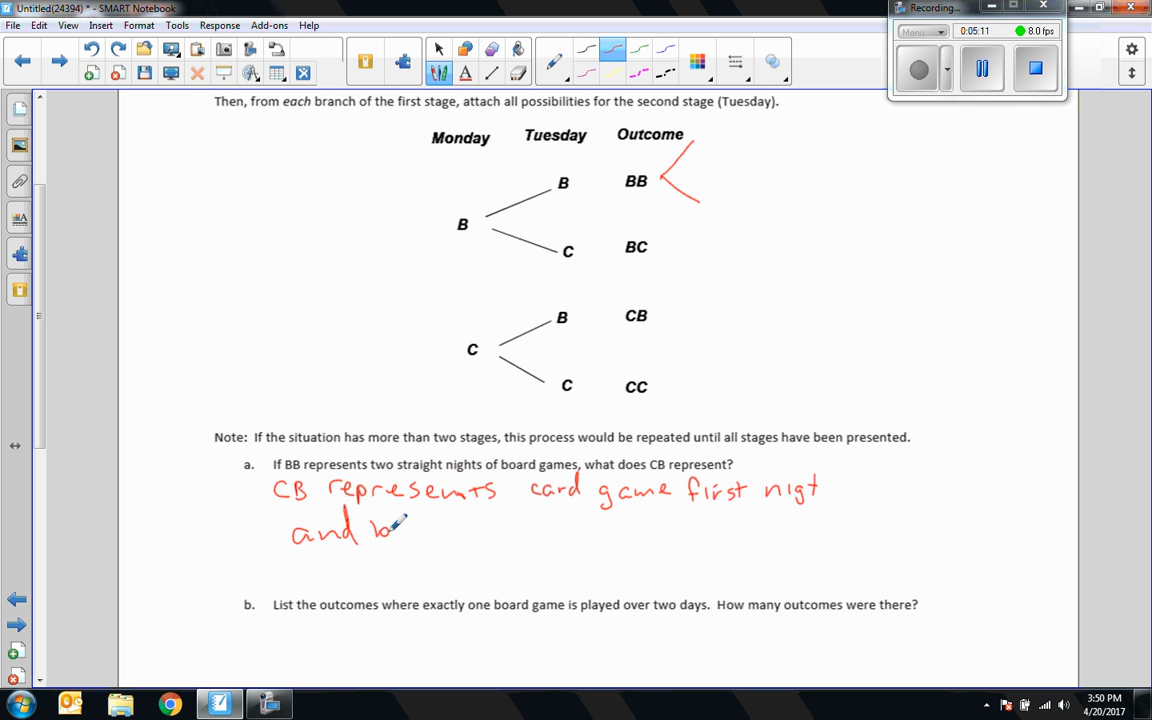 Untitled(24394) * - SMART Notebook
Recording...
File Edit View Insert Format Tools Response Add-ons Help
Menu 0:05:11 8.0 fps
Then, from each branch of the first stage, attach all possibilities for the second stage (Tuesday).
Monday Tuesday Outcome
B BB
B
C BC
B CB
C
C CC
Note: If the situation has more than two stages, this process would be repeated until all stages have been presented.
a. If BB represents two straight nights of board games, what does CB represent?
CB represents card game first nigt
and b
b. List the outcomes where exactly one board game is played over two days. How many outcomes were there?
3:50 PM
4/20/2017